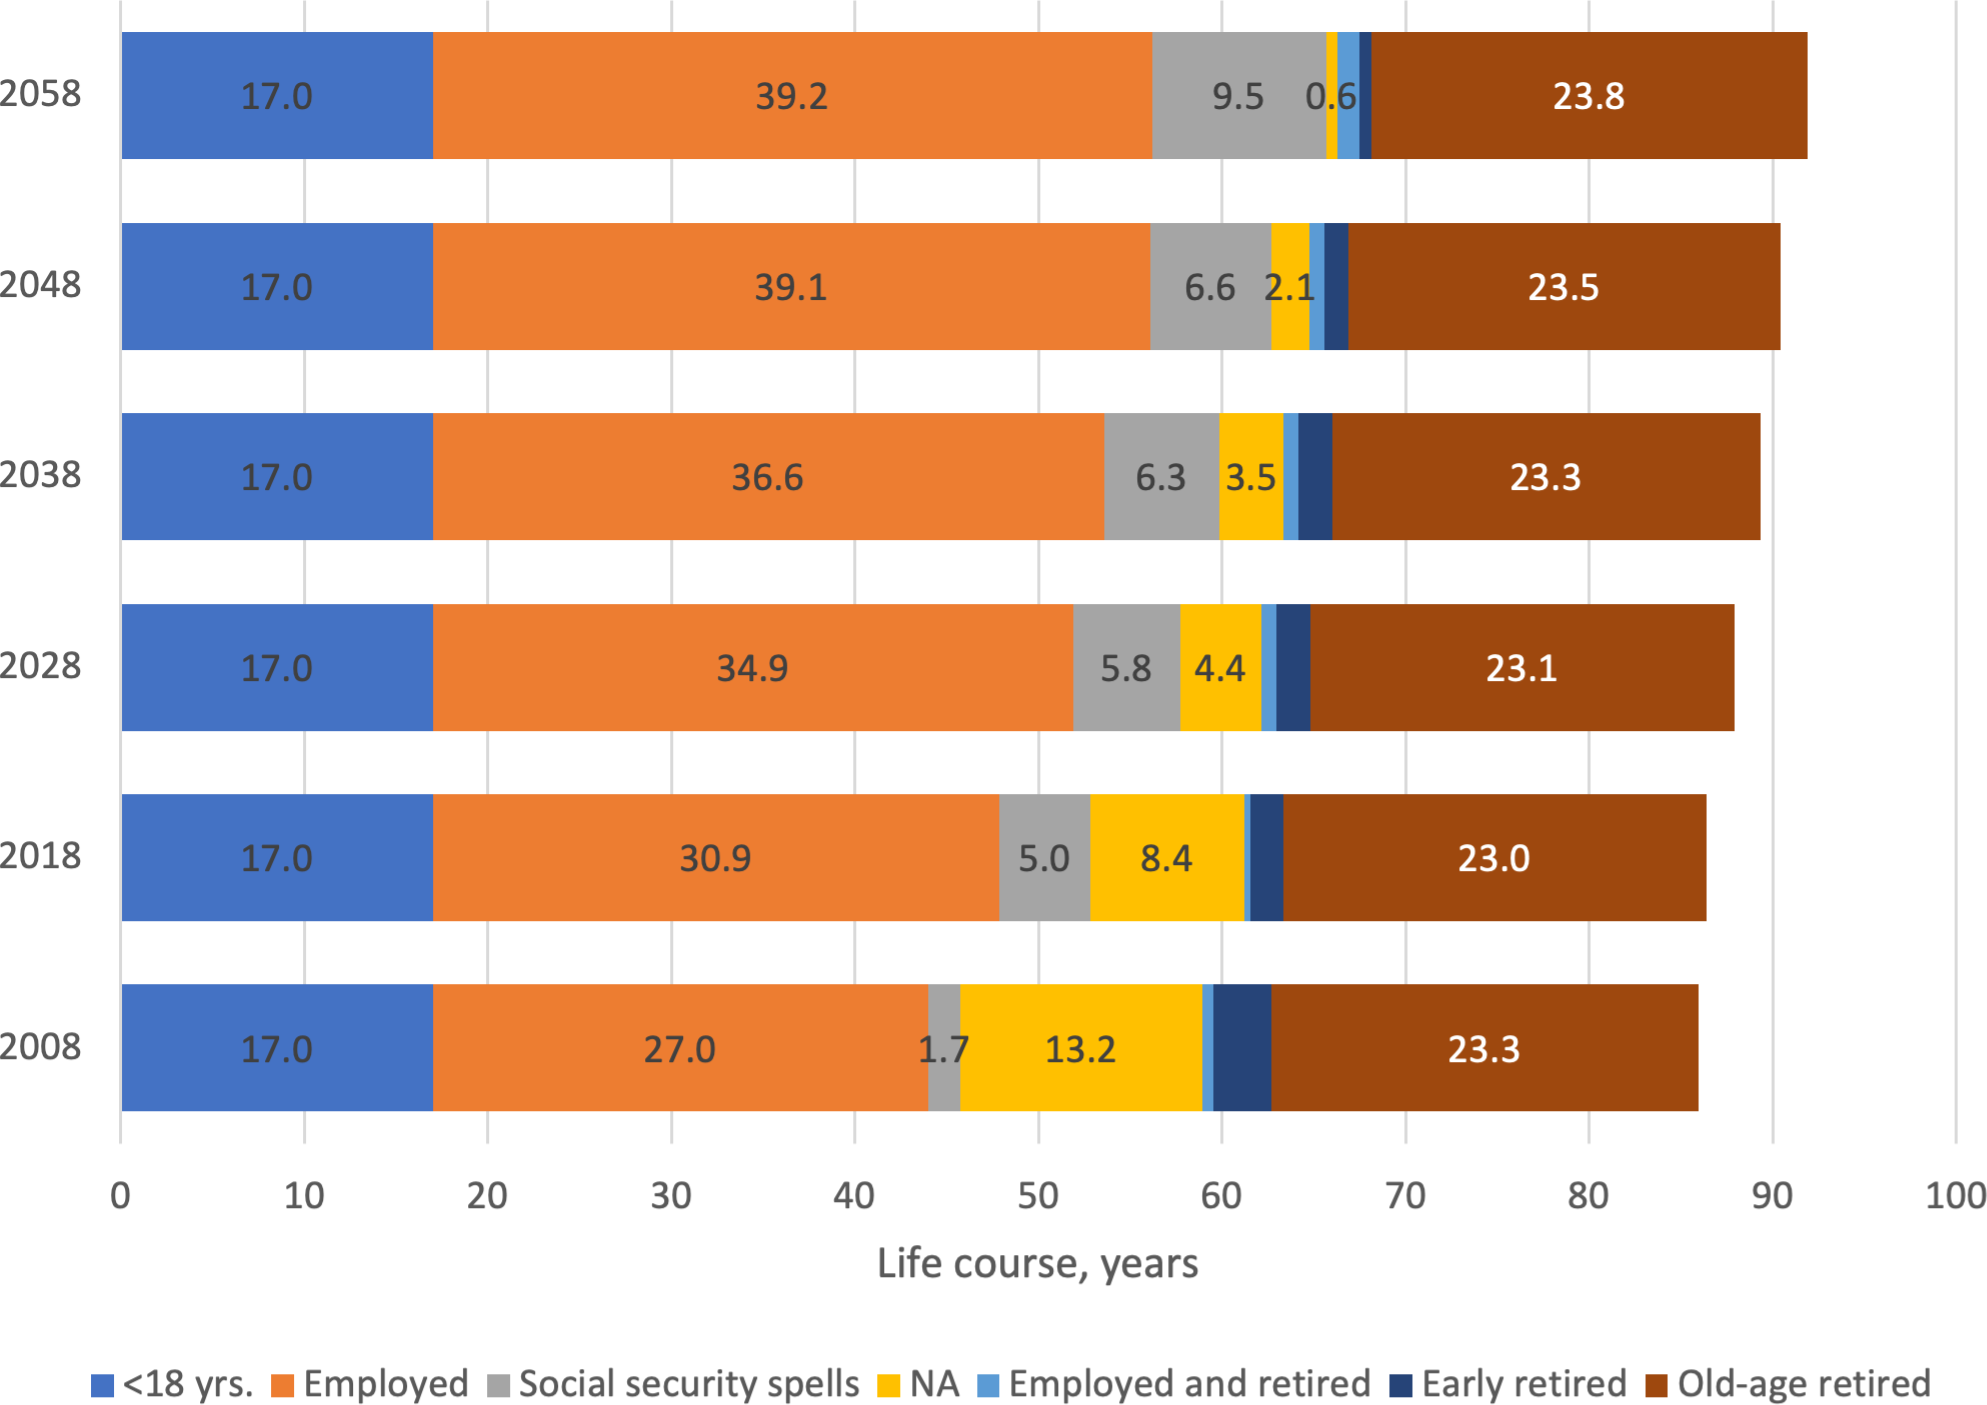 2058 17.0 39.2 9.5 0.6 23.8
2048 17.0 39.1 6.6 2.1 23.5
2038 17.0 36.6 6.3 3.5 23.3
2028 17.0 34.9 5.8 4.4 23.1
2018 17.0 30.9 5.0 8.4 23.0
2008 17.0 27.0 1.7 13.2 23.3
0 10 20 30 40 50 60 70 80 90 100
Life course, years
<18 yrs. Employed Social security spells NA Employed and retired Early retired Old-age retired